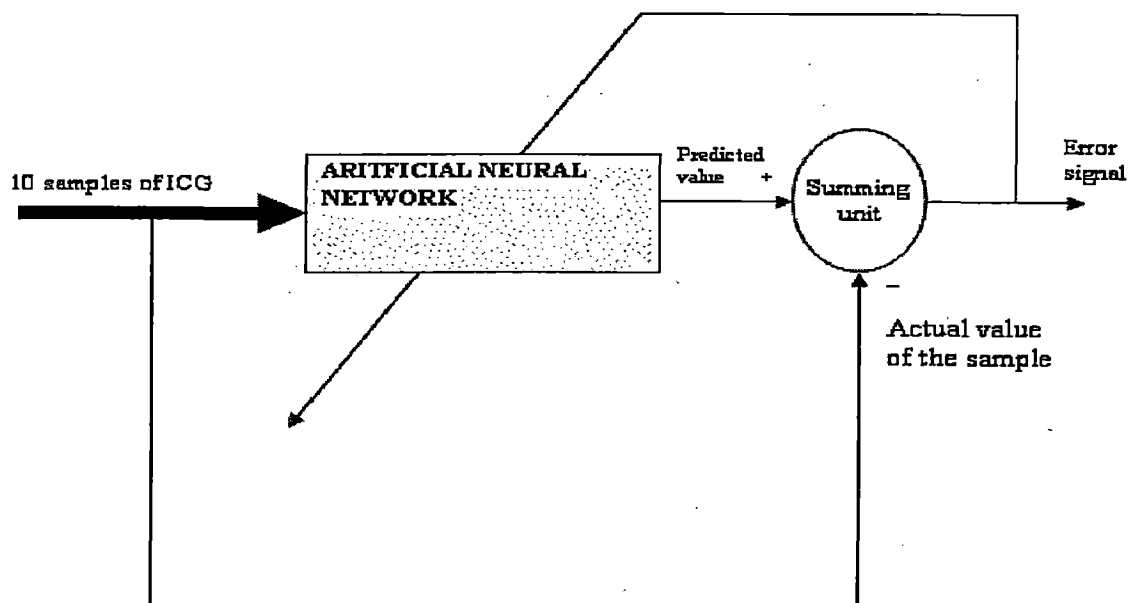 10 samples of ICG
ARITFICIAL NEURAL
NETWORK
Predicted
value +
Summing
unit
Error
signal
−
Actual value
of the sample